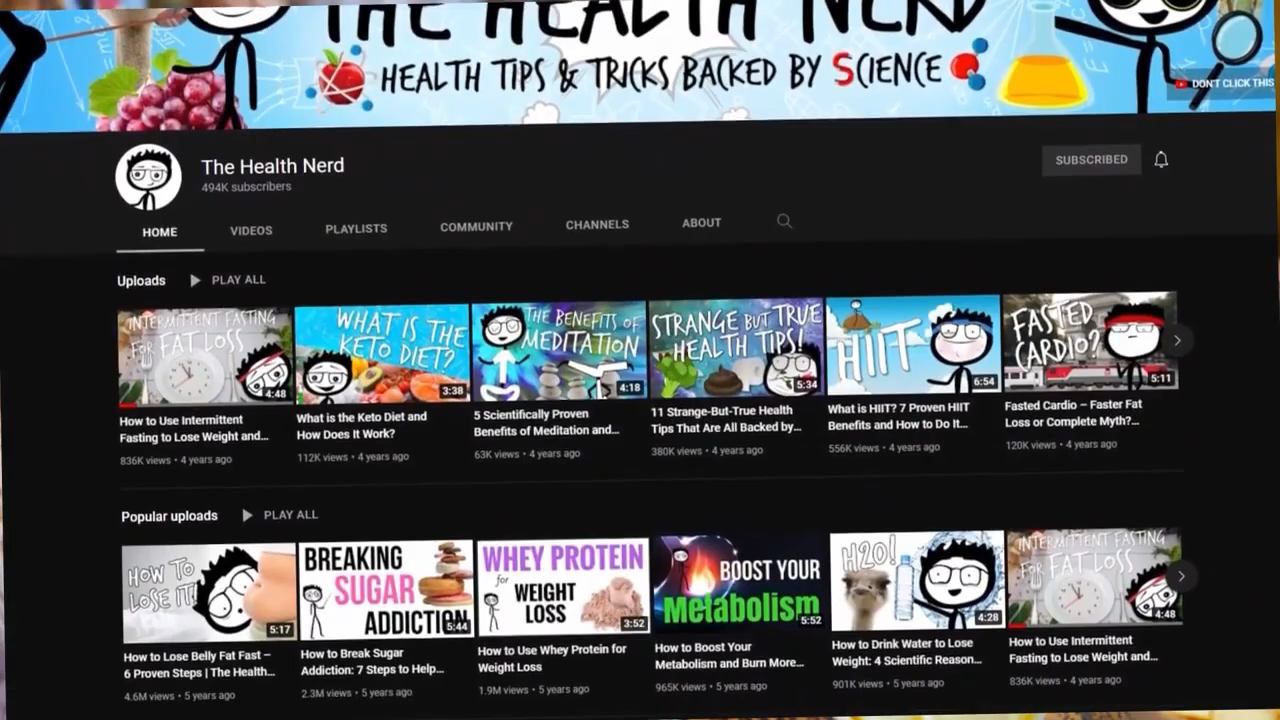 THE HEALTH NERD
HEALTH TIPS & TRICKS BACKED BY SCIENCE
DON'T CLICK THIS
The Health Nerd
494K subscribers
SUBSCRIBED
HOME
VIDEOS
PLAYLISTS
COMMUNITY
CHANNELS
ABOUT
Uploads
PLAY ALL
INTERMITTENT FASTING
FOR FAT LOSS
4:48
WHAT IS THE
KETO DIET?
3:38
THE BENEFITS OF
MEDITATION
4:18
STRANGE BUT TRUE
HEALTH TIPS!
5:34
HIIT
6:54
FASTED
CARDIO?
5:11
How to Use Intermittent
Fasting to Lose Weight and...
836K views • 4 years ago
What is the Keto Diet and
How Does It Work?
112K views • 4 years ago
5 Scientifically Proven
Benefits of Meditation and...
63K views • 4 years ago
11 Strange-But-True Health
Tips That Are All Backed by...
380K views • 4 years ago
What is HIIT? 7 Proven HIIT
Benefits and How to Do It...
556K views • 4 years ago
Fasted Cardio – Faster Fat
Loss or Complete Myth?...
120K views • 4 years ago
Popular uploads
PLAY ALL
HOW TO
LOSE IT!
5:17
BREAKING
SUGAR
ADDICTION
5:44
WHEY PROTEIN
for
WEIGHT
LOSS
3:52
BOOST YOUR
Metabolism
5:52
H2O!
4:28
INTERMITTENT FASTING
FOR FAT LOSS
4:48
How to Lose Belly Fat Fast –
6 Proven Steps | The Health...
4.6M views • 5 years ago
How to Break Sugar
Addiction: 7 Steps to Help...
2.3M views • 5 years ago
How to Use Whey Protein for
Weight Loss
1.9M views • 5 years ago
How to Boost Your
Metabolism and Burn More...
965K views • 5 years ago
How to Drink Water to Lose
Weight: 4 Scientific Reason...
901K views • 5 years ago
How to Use Intermittent
Fasting to Lose Weight and...
836K views • 4 years ago